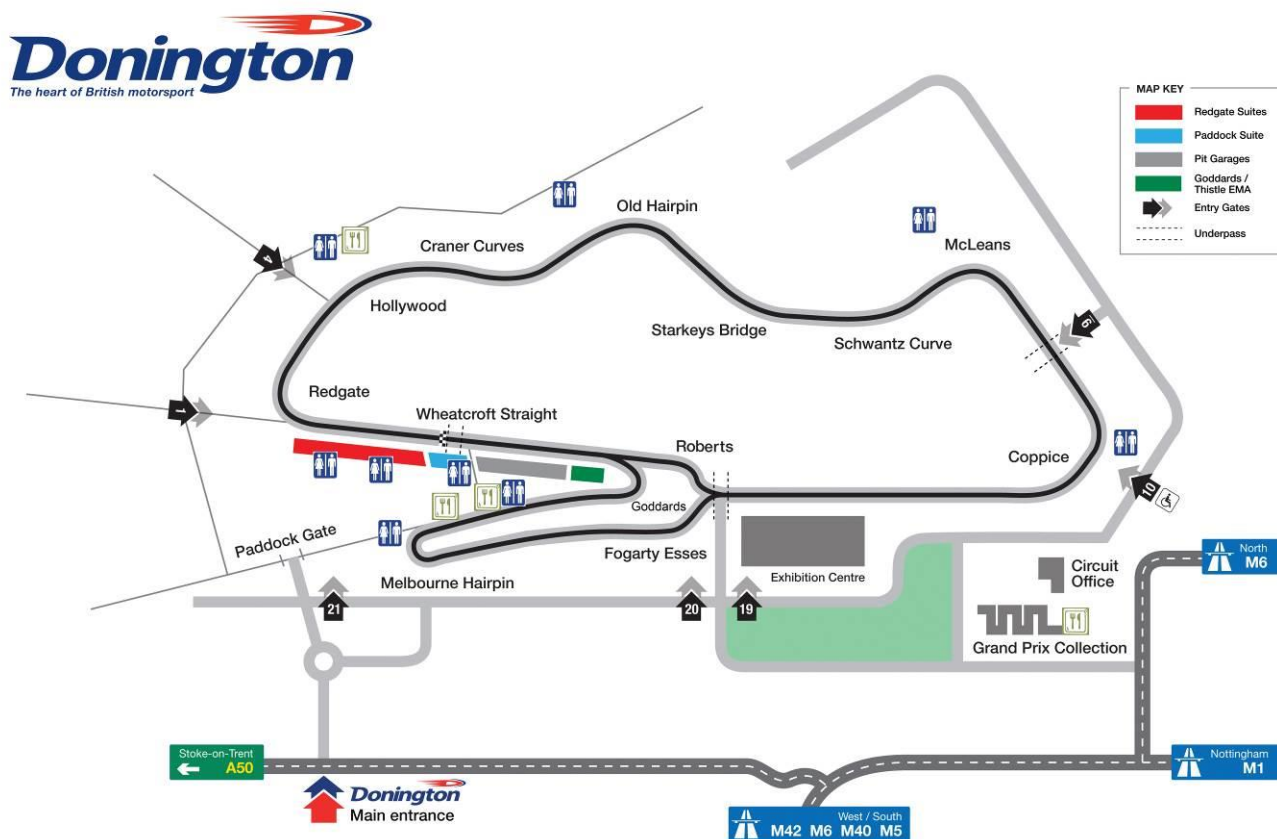 Donington
The heart of British motorsport
MAP KEY
Redgate Suites
Paddock Suite
Pit Garages
Goddards /
Thistle EMA
Entry Gates
Underpass
Old Hairpin
McLeans
Craner Curves
4
Hollywood
Starkeys Bridge
Schwantz Curve
6
Redgate
1
Wheatcroft Straight
Roberts
Coppice
10
Goddards
Paddock Gate
Fogarty Esses
Exhibition Centre
Melbourne Hairpin
Circuit
Office
North
M6
21
20
19
Grand Prix Collection
Stoke-on-Trent
A50
Nottingham
M1
Donington
Main entrance
West / South
M42 M6 M40 M5